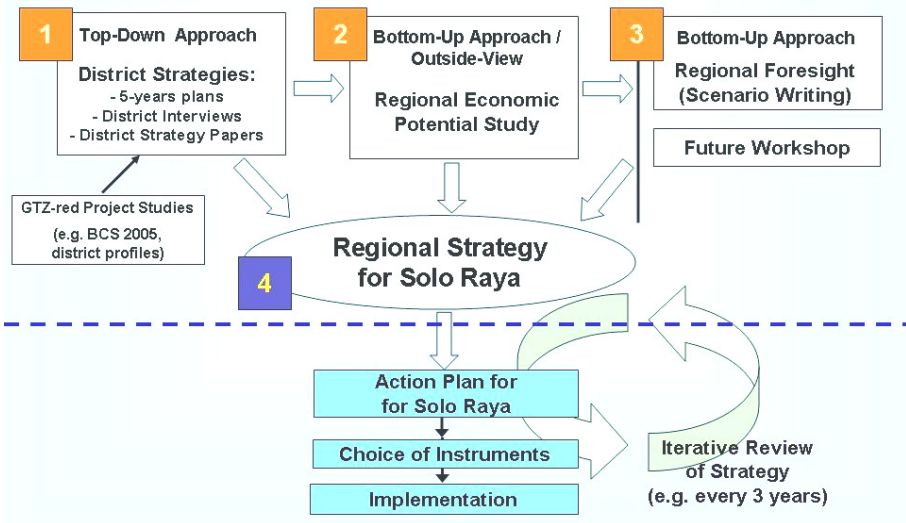 1
Top-Down Approach
District Strategies:
- 5-years plans
- District Interviews
- District Strategy Papers
2
Bottom-Up Approach /
Outside-View
Regional Economic
Potential Study
3
Bottom-Up Approach
Regional Foresight
(Scenario Writing)
Future Workshop
GTZ-red Project Studies
(e.g. BCS 2005,
district profiles)
Regional Strategy
for Solo Raya
4
Action Plan for
for Solo Raya
Choice of Instruments
Implementation
Iterative Review
of Strategy
(e.g. every 3 years)